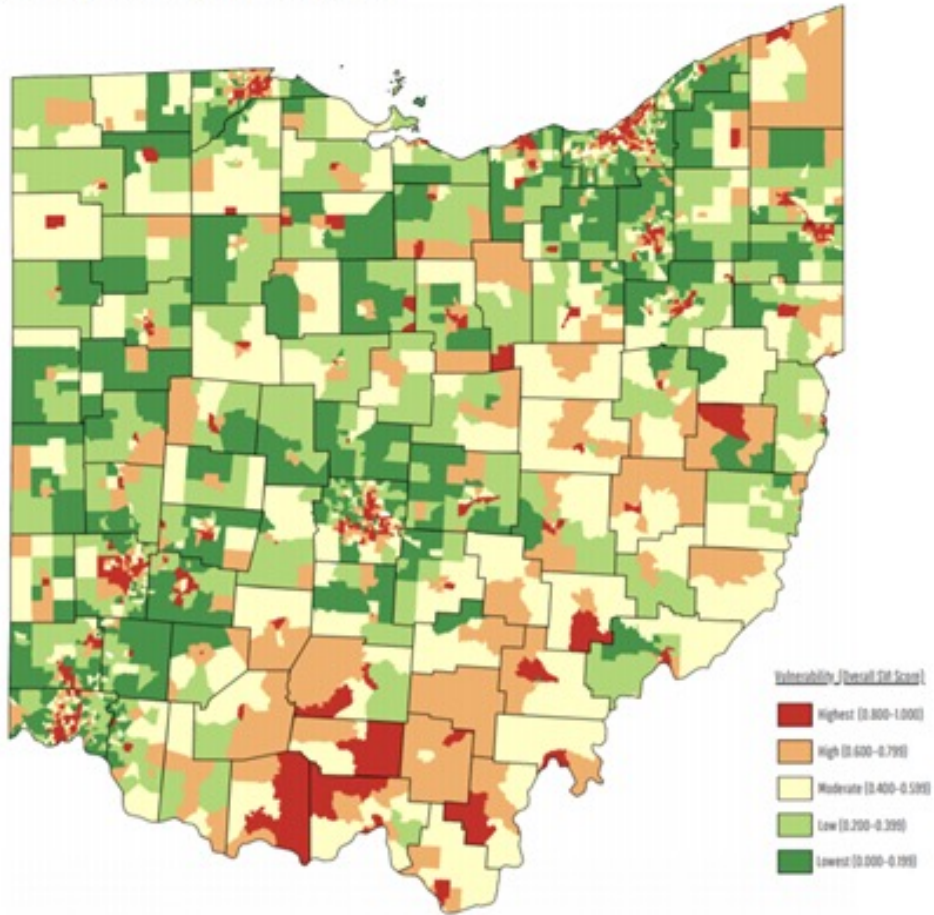 Vulnerability (Overall SVI Score)
Highest (0.800-1.000)
High (0.600-0.799)
Moderate (0.400-0.599)
Low (0.200-0.399)
Lowest (0.000-0.199)